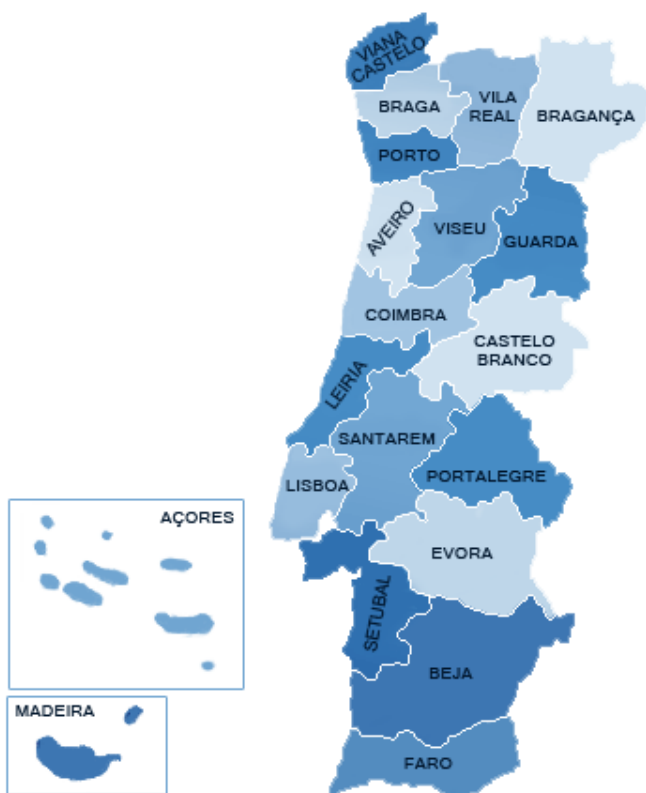 VIANA
CASTELO
BRAGA
VILA
REAL
BRAGANÇA
PORTO
AVEIRO
VISEU
GUARDA
COIMBRA
CASTELO
BRANCO
LEIRIA
SANTAREM
LISBOA
PORTALEGRE
AÇORES
EVORA
SETUBAL
BEJA
MADEIRA
FARO